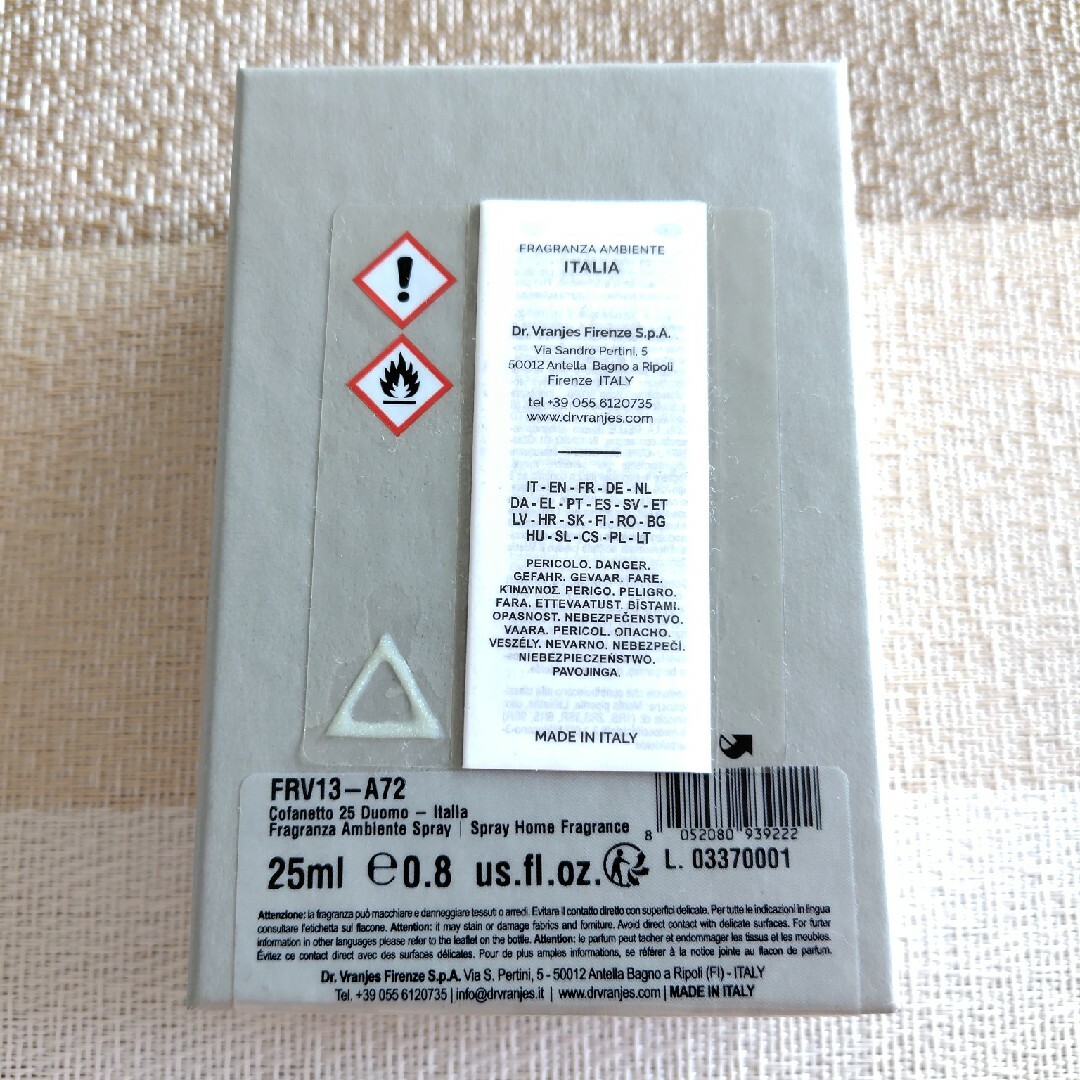 FRAGRANZA AMBIENTE
ITALIA
Dr. Vranjes Firenze S.p.A.
Via Sandro Pertini, 5
50012 Antella Bagno a Ripoli
Firenze ITALY
tel +39 055 6120735
www.drvranjes.com
IT - EN - FR - DE - NL
DA - EL - PT - ES - SV - ET
LV - HR - SK - FI - RO - BG
HU - SL - CS - PL - LT
PERICOLO. DANGER.
GEFAHR. GEVAAR. FARE.
ΚΊΝΔΥΝΟΣ. PERIGO. PELIGRO.
FARA. ETTEVAATUST. BĪSTAMI.
OPASNOST. NEBEZPEČENSTVO.
VAARA. PERICOL. ОПАСНО.
VESZÉLY. NEVARNO. NEBEZPEČÍ.
NIEBEZPIECZEŃSTWO.
PAVOJINGA.
MADE IN ITALY
FRV13-A72
Cofanetto 25 Duomo - Italia
Fragranza Ambiente Spray | Spray Home Fragrance
8 052080 939222
25ml ℮0.8 us.fl.oz.
L. 03370001
Attenzione: la fragranza può macchiare e danneggiare tessuti o arredi. Evitare il contatto diretto con superfici delicate. Per tutte le indicazioni in lingua
consultare l'etichetta sul flacone. Attention: it may stain or damage fabrics and forniture. Avoid direct contact with delicate surfaces. For furter
information in other languages please refer to the leaflet on the bottle. Attention: le parfum peut tacher et endommager les tissus et les meubles.
Évitez ce contact direct avec des surfaces délicates. Pour de plus amples informations, se référer à la notice jointe au flacon de parfum.
Dr. Vranjes Firenze S.p.A. Via S. Pertini, 5 - 50012 Antella Bagno a Ripoli (FI) - ITALY
Tel. +39 055 6120735 | info@drvranjes.it | www.drvranjes.com | MADE IN ITALY